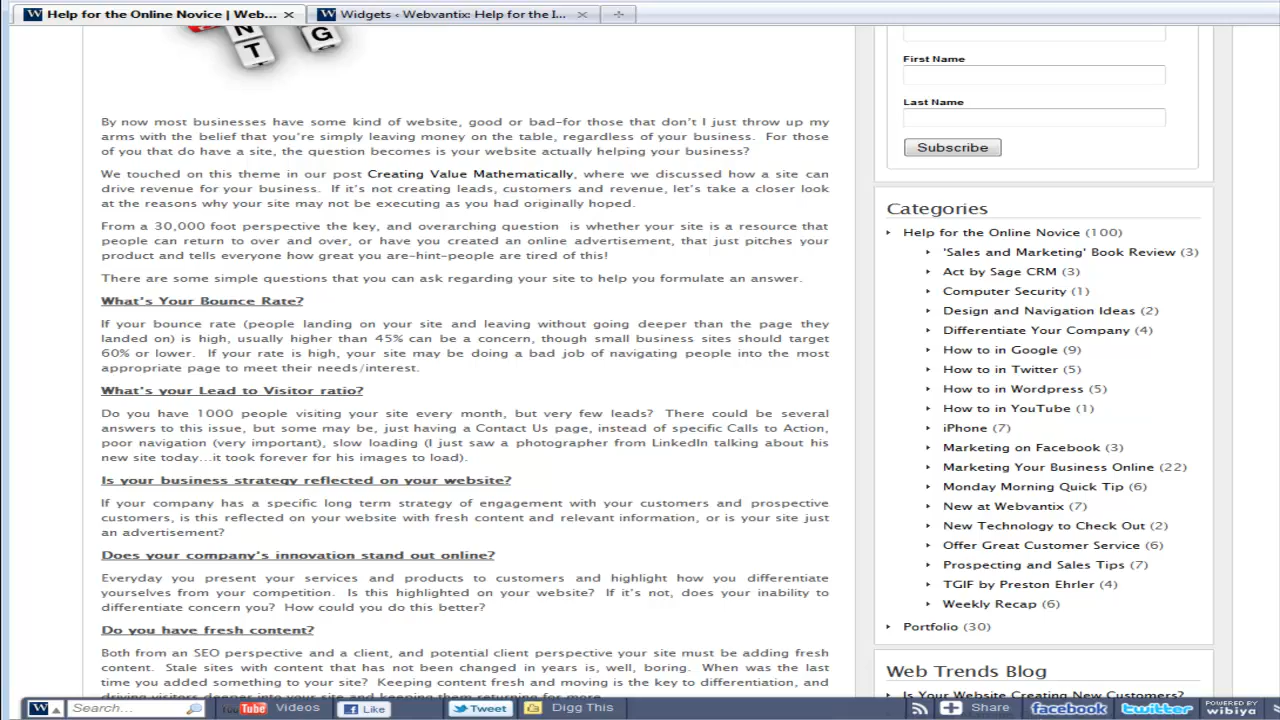 Help for the Online Novice | Web...
Widgets ‹ Webvantix: Help for the I...
N
T
G
By now most businesses have some kind of website, good or bad–for those that don't I just throw up my
arms with the belief that you're simply leaving money on the table, regardless of your business. For those
of you that do have a site, the question becomes is your website actually helping your business?
We touched on this theme in our post Creating Value Mathematically, where we discussed how a site can
drive revenue for your business. If it's not creating leads, customers and revenue, let's take a closer look
at the reasons why your site may not be executing as you had originally hoped.
From a 30,000 foot perspective the key, and overarching question is whether your site is a resource that
people can return to over and over, or have you created an online advertisement, that just pitches your
product and tells everyone how great you are–hint–people are tired of this!
There are some simple questions that you can ask regarding your site to help you formulate an answer.
What's Your Bounce Rate?
If your bounce rate (people landing on your site and leaving without going deeper than the page they
landed on) is high, usually higher than 45% can be a concern, though small business sites should target
60% or lower. If your rate is high, your site may be doing a bad job of navigating people into the most
appropriate page to meet their needs/interest.
What's your Lead to Visitor ratio?
Do you have 1000 people visiting your site every month, but very few leads? There could be several
answers to this issue, but some may be, just having a Contact Us page, instead of specific Calls to Action,
poor navigation (very important), slow loading (I just saw a photographer from LinkedIn talking about his
new site today...it took forever for his images to load).
Is your business strategy reflected on your website?
If your company has a specific long term strategy of engagement with your customers and prospective
customers, is this reflected on your website with fresh content and relevant information, or is your site just
an advertisement?
Does your company's innovation stand out online?
Everyday you present your services and products to customers and highlight how you differentiate
yourselves from your competition. Is this highlighted on your website? If it's not, does your inability to
differentiate concern you? How could you do this better?
Do you have fresh content?
Both from an SEO perspective and a client, and potential client perspective your site must be adding fresh
content. Stale sites with content that has not been changed in years is, well, boring. When was the last
time you added something to your site? Keeping content fresh and moving is the key to differentiation, and
driving visitors deeper into your site and keeping them returning for more.
First Name
Last Name
Subscribe
Categories
Help for the Online Novice (100)
'Sales and Marketing' Book Review (3)
Act by Sage CRM (3)
Computer Security (1)
Design and Navigation Ideas (2)
Differentiate Your Company (4)
How to in Google (9)
How to in Twitter (5)
How to in Wordpress (5)
How to in YouTube (1)
iPhone (7)
Marketing on Facebook (3)
Marketing Your Business Online (22)
Monday Morning Quick Tip (6)
New at Webvantix (7)
New Technology to Check Out (2)
Offer Great Customer Service (6)
Prospecting and Sales Tips (7)
TGIF by Preston Ehrler (4)
Weekly Recap (6)
Portfolio (30)
Web Trends Blog
Is Your Website Creating New Customers?
W Search... You Tube Videos Like Tweet Digg This Share facebook twitter POWERED BY wibiya